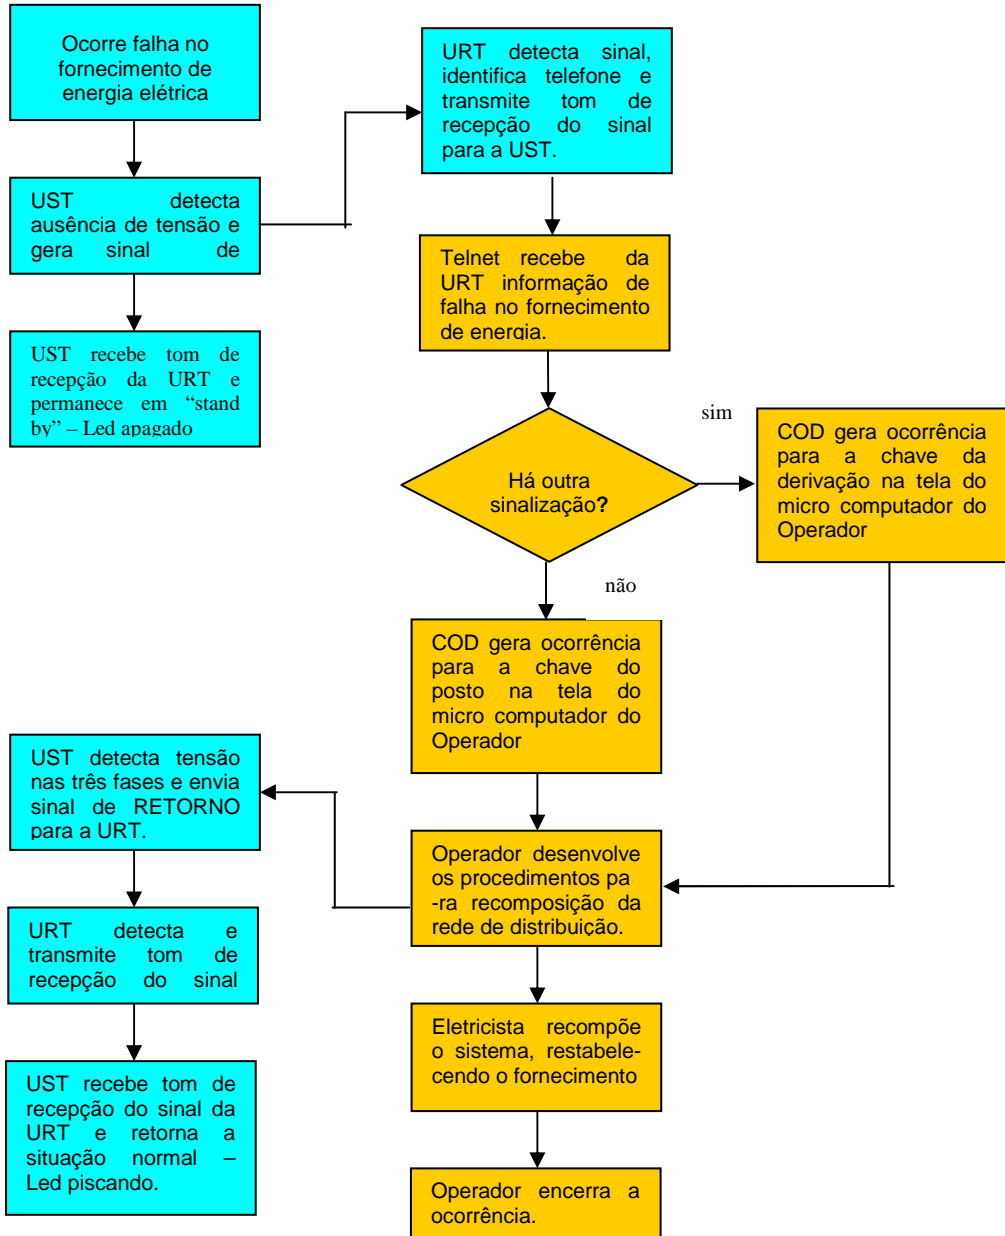 Ocorre falha no
fornecimento de
energia elétrica
UST detecta
ausência de tensão e
gera sinal de
UST recebe tom de
recepção da URT e
permanece em “stand
by” – Led apagado
URT detecta sinal,
identifica telefone e
transmite tom de
recepção do sinal
para a UST.
Telnet recebe da
URT informação de
falha no fornecimento
de energia.
Há outra
sinalização?
sim
COD gera ocorrência
para a chave da
derivação na tela do
micro computador do
Operador
não
COD gera ocorrência
para a chave do
posto na tela do
micro computador do
Operador
Operador desenvolve
os procedimentos pa
-ra recomposição da
rede de distribuição.
UST detecta tensão
nas três fases e envia
sinal de RETORNO
para a URT.
URT detecta e
transmite tom de
recepção do sinal
UST recebe tom de
recepção do sinal da
URT e retorna a
situação normal –
Led piscando.
Eletricista recompõe
o sistema, restabele-
cendo o fornecimento
Operador encerra a
ocorrência.